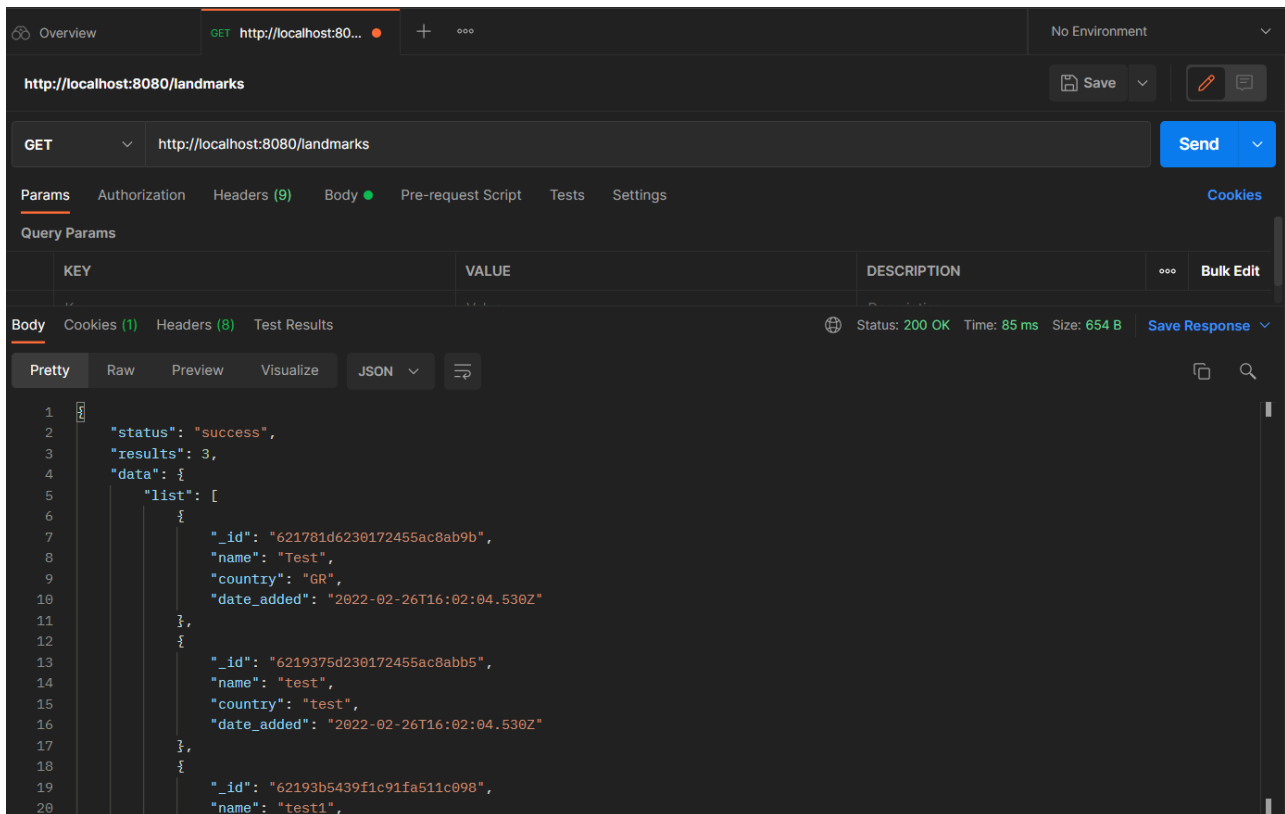 Overview GET http://localhost:80... No Environment
http://localhost:8080/landmarks Save
GET http://localhost:8080/landmarks Send
Params Authorization Headers (9) Body Pre-request Script Tests Settings Cookies
Query Params
KEY VALUE DESCRIPTION Bulk Edit
Body Cookies (1) Headers (8) Test Results Status: 200 OK Time: 85 ms Size: 654 B Save Response
Pretty Raw Preview Visualize JSON
1 {
2 "status": "success",
3 "results": 3,
4 "data": {
5 "list": [
6 {
7 "_id": "621781d6230172455ac8ab9b",
8 "name": "Test",
9 "country": "GR",
10 "date_added": "2022-02-26T16:02:04.530Z"
11 },
12 {
13 "_id": "6219375d230172455ac8abb5",
14 "name": "test",
15 "country": "test",
16 "date_added": "2022-02-26T16:02:04.530Z"
17 },
18 {
19 "_id": "62193b5439f1c91fa511c098",
20 "name": "test1",